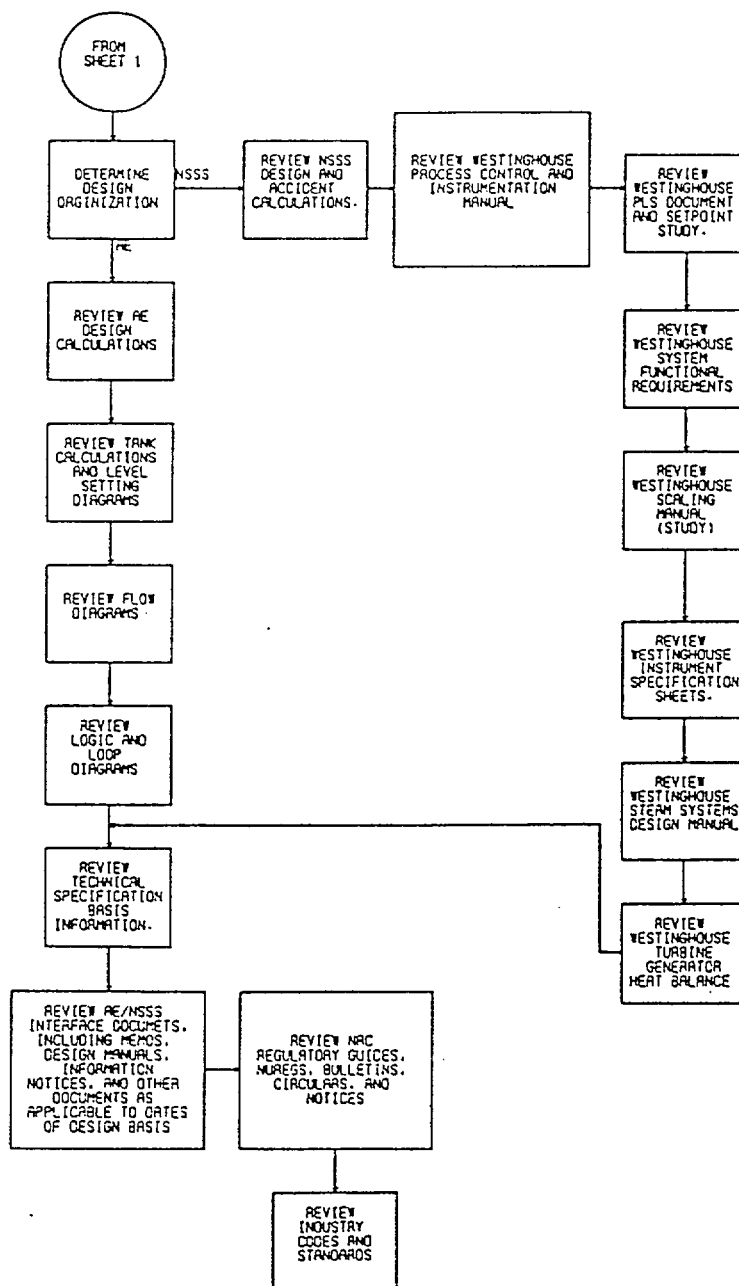 FROM
SHEET 1
DETERMINE
DESIGN
ORGINIZATION
NSSS
REVIEW NSSS
DESIGN AND
ACCIDENT
CALCULATIONS.
REVIEW WESTINGHOUSE
PROCESS CONTROL AND
INSTRUMENTATION
MANUAL
REVIEW
WESTINGHOUSE
PLS DOCUMENT
AND SETPOINT
STUDY.
AE
REVIEW AE
DESIGN
CALCULATIONS
REVIEW
WESTINGHOUSE
SYSTEM
FUNCTIONAL
REQUIREMENTS
REVIEW TANK
CALCULATIONS
AND LEVEL
SETTING
DIAGRAMS
REVIEW
WESTINGHOUSE
SCALING
MANUAL
(STUDY)
REVIEW FLOW
DIAGRAMS
REVIEW
WESTINGHOUSE
INSTRUMENT
SPECIFICATION
SHEETS.
REVIEW
LOGIC AND
LOOP
DIAGRAMS
REVIEW
WESTINGHOUSE
STEAM SYSTEMS
DESIGN MANUAL
REVIEW
TECHNICAL
SPECIFICATION
BASIS
INFORMATION.
REVIEW
WESTINGHOUSE
TURBINE
GENERATOR
HEAT BALANCE
REVIEW AE/NSSS
INTERFACE DOCUMETS,
INCLUDING MEMOS,
DESIGN MANUALS,
INFORMATION
NOTICES, AND OTHER
DOCUMENTS AS
APPLICABLE TO DATES
OF DESIGN BASIS
REVIEW NRC
REGULATORY GUIDES,
NUREGS, BULLETINS,
CIRCULARS, AND
NOTICES
REVIEW
INDUSTRY
CODES AND
STANDARDS